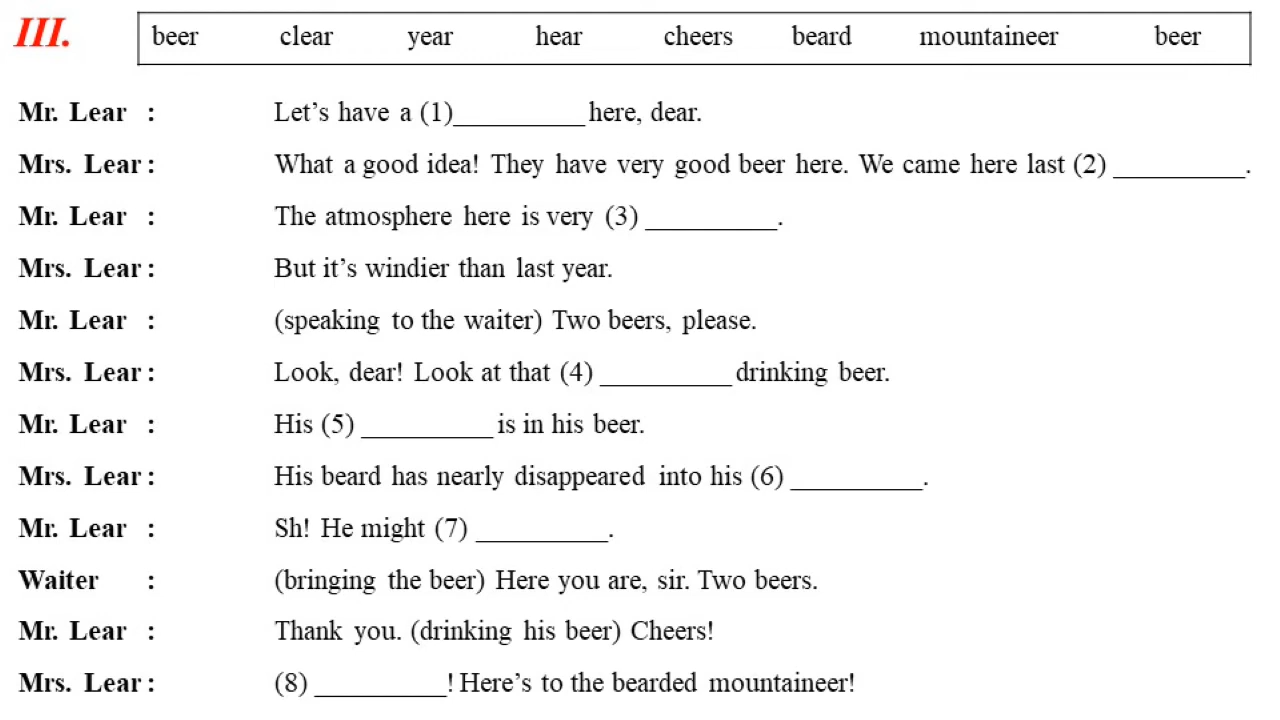 III. beer clear year hear cheers beard mountaineer beer
Mr. Lear : Let’s have a (1)__________here, dear.
Mrs. Lear : What a good idea! They have very good beer here. We came here last (2) __________.
Mr. Lear : The atmosphere here is very (3) __________.
Mrs. Lear : But it’s windier than last year.
Mr. Lear : (speaking to the waiter) Two beers, please.
Mrs. Lear : Look, dear! Look at that (4) __________drinking beer.
Mr. Lear : His (5) __________is in his beer.
Mrs. Lear : His beard has nearly disappeared into his (6) __________.
Mr. Lear : Sh! He might (7) __________.
Waiter : (bringing the beer) Here you are, sir. Two beers.
Mr. Lear : Thank you. (drinking his beer) Cheers!
Mrs. Lear : (8) __________! Here’s to the bearded mountaineer!